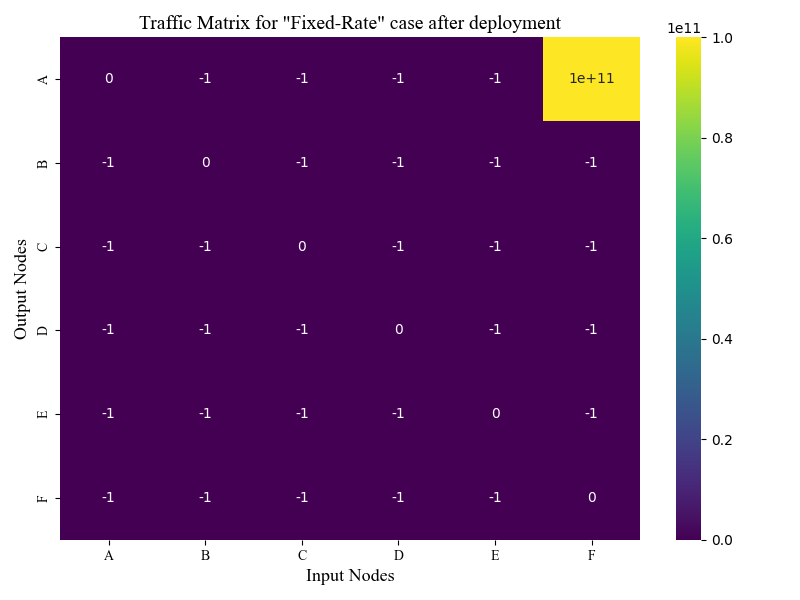 Traffic Matrix for "Fixed-Rate" case after deployment
1e11
A 0 -1 -1 -1 -1 1e+11
B -1 0 -1 -1 -1 -1
C -1 -1 0 -1 -1 -1
D -1 -1 -1 0 -1 -1
E -1 -1 -1 -1 0 -1
F -1 -1 -1 -1 -1 0
A B C D E F
Output Nodes
Input Nodes
1.0
0.8
0.6
0.4
0.2
0.0